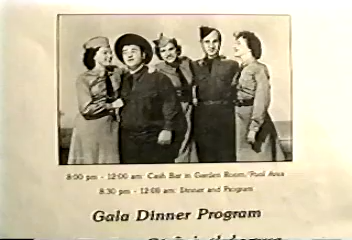 8:00 pm - 12:00 am: Cash Bar in Garden Room/Pool Area
8:30 pm - 12:00 am: Dinner and Program
Gala Dinner Program